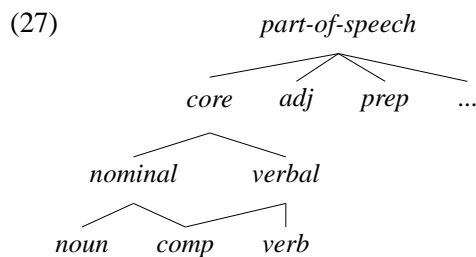 (27) part-of-speech
core adj prep ...
nominal verbal
noun comp verb